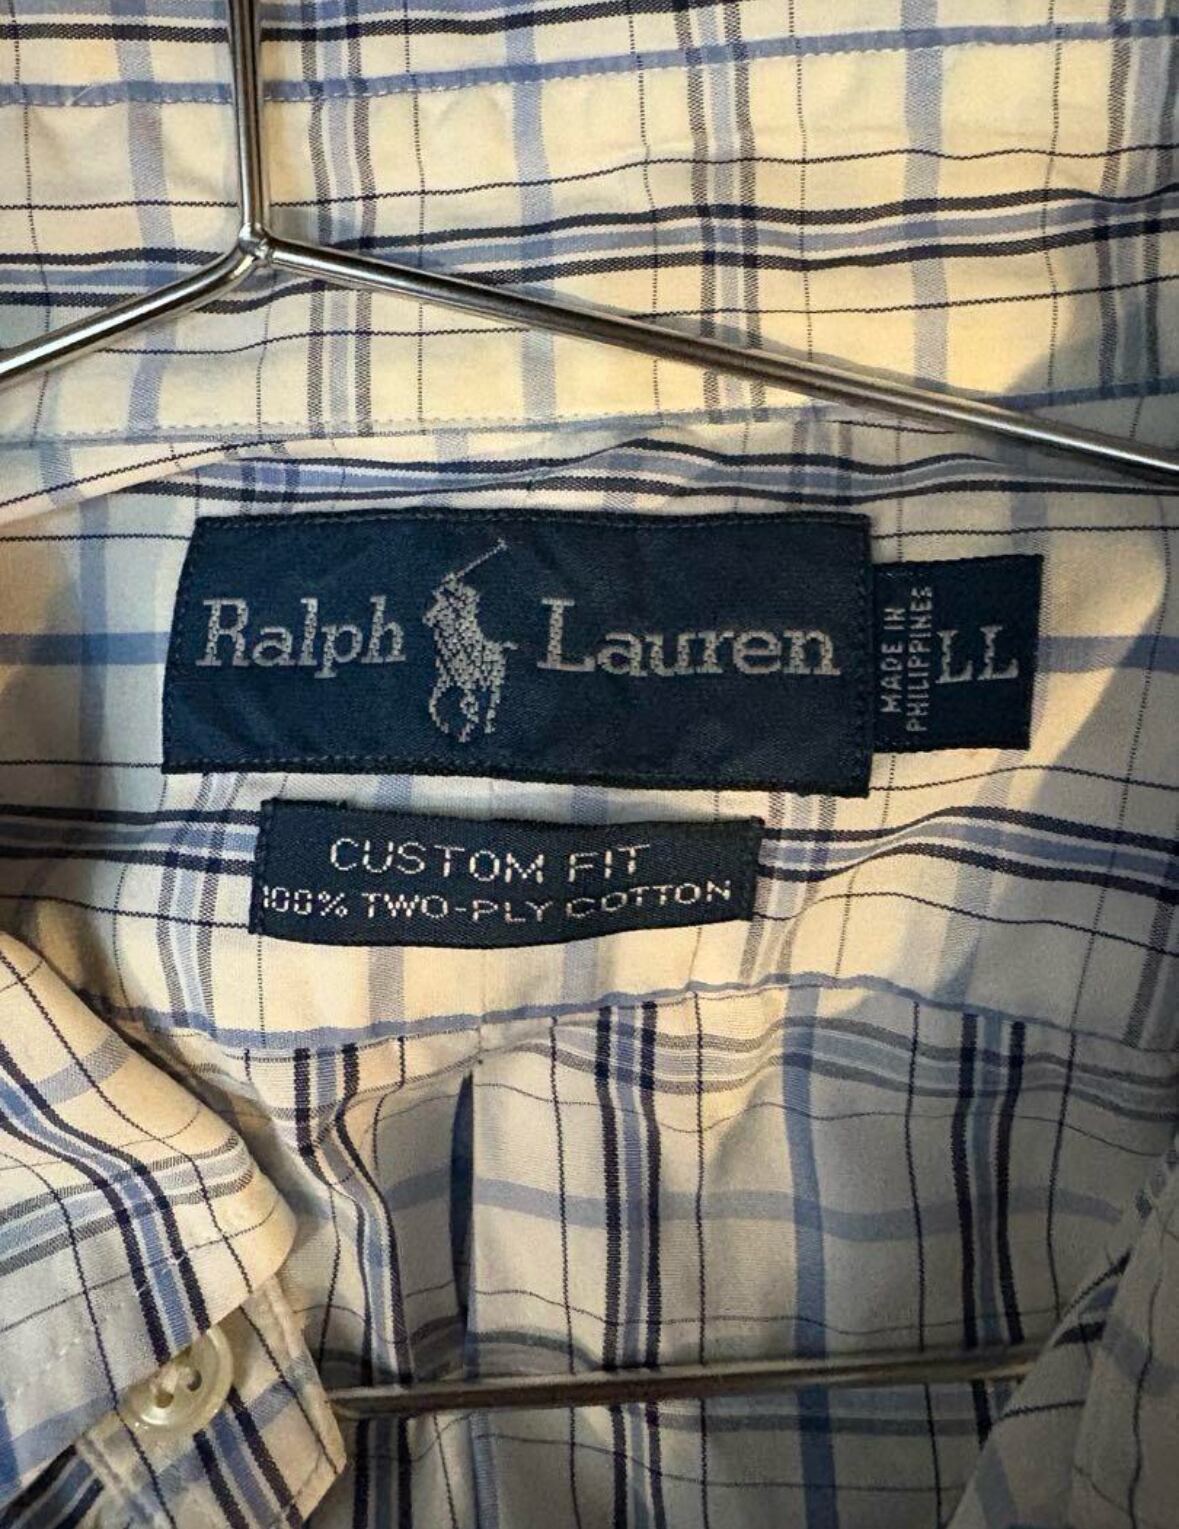 Ralph Lauren
MADE IN
PHILIPPINES
LL
CUSTOM FIT
100% TWO-PLY COTTON